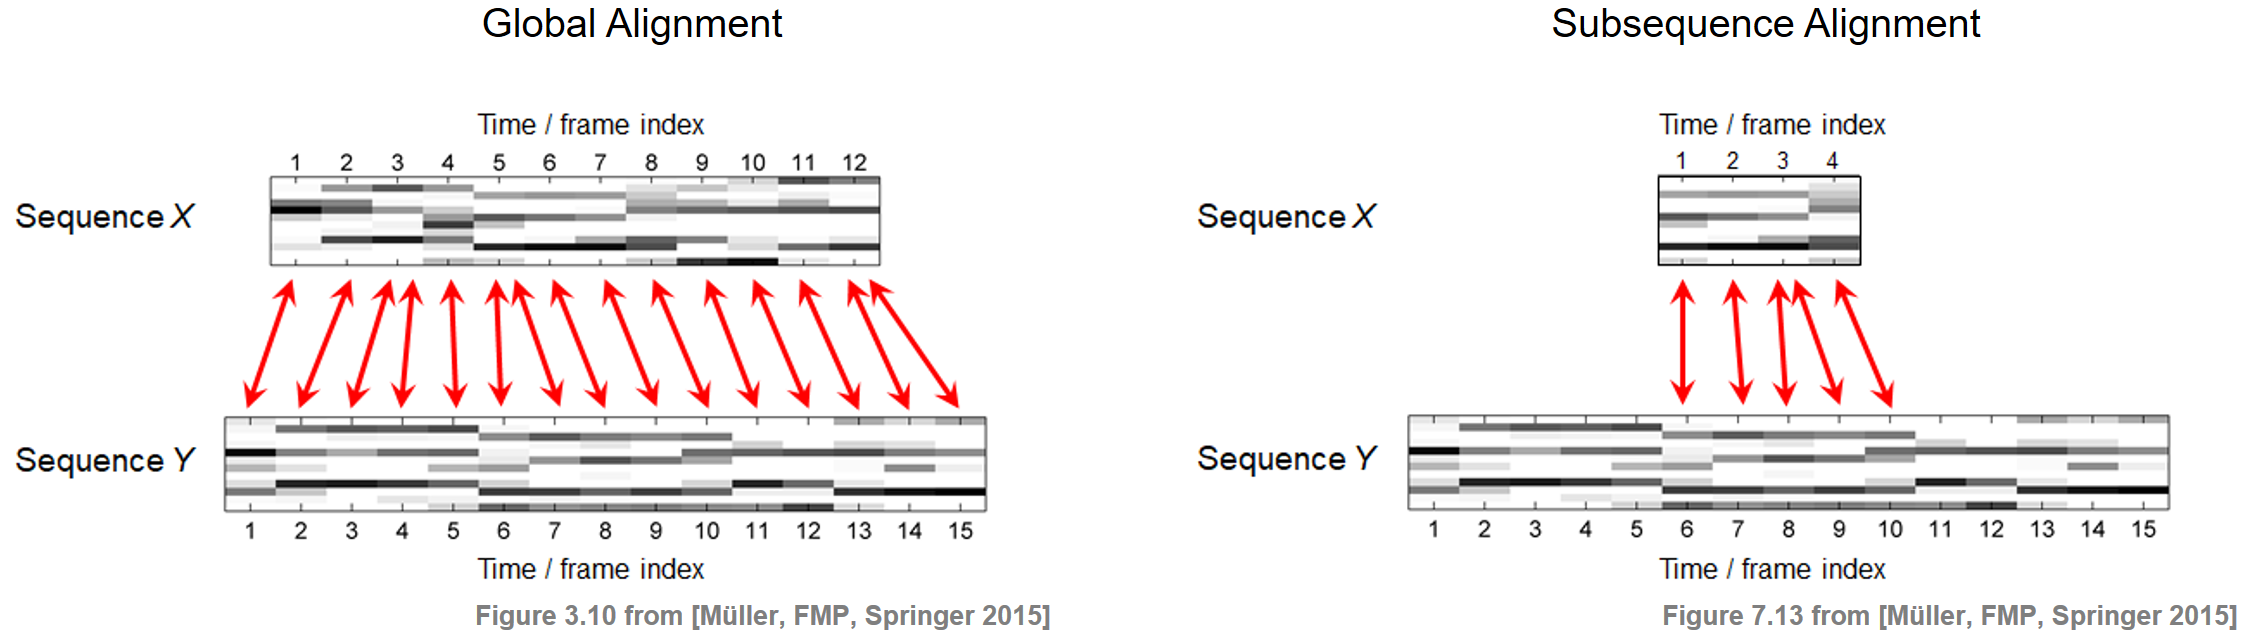 Global Alignment
Time / frame index
1 2 3 4 5 6 7 8 9 10 11 12
Sequence X
Sequence Y
1 2 3 4 5 6 7 8 9 10 11 12 13 14 15
Time / frame index
Figure 3.10 from [Müller, FMP, Springer 2015]
Subsequence Alignment
Time / frame index
1 2 3 4
Sequence X
Sequence Y
1 2 3 4 5 6 7 8 9 10 11 12 13 14 15
Time / frame index
Figure 7.13 from [Müller, FMP, Springer 2015]